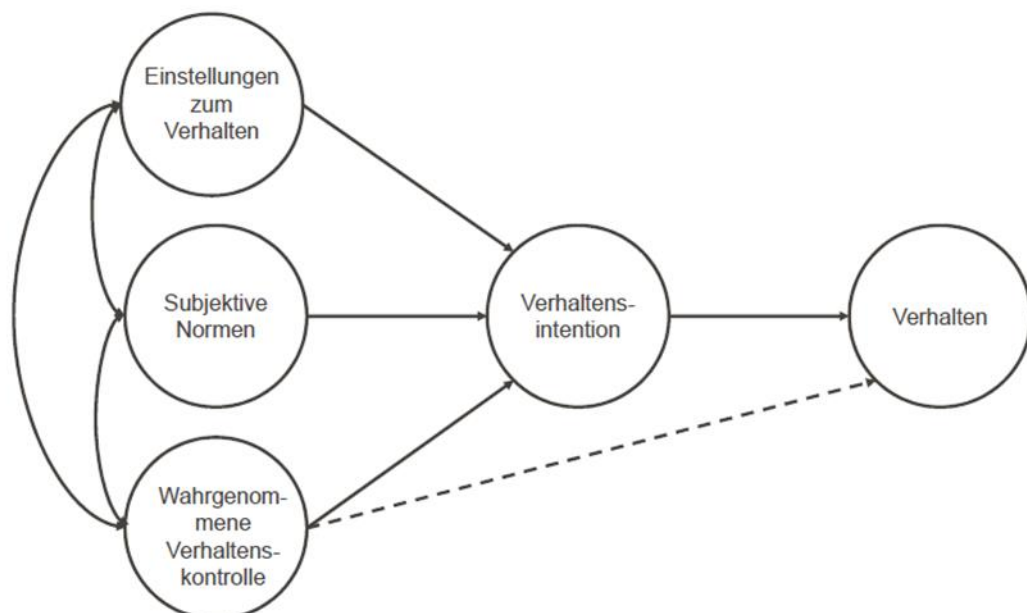 Einstellungen
zum
Verhalten
Subjektive
Normen
Wahrgenom-
mene
Verhaltens-
kontrolle
Verhaltens-
intention
Verhalten